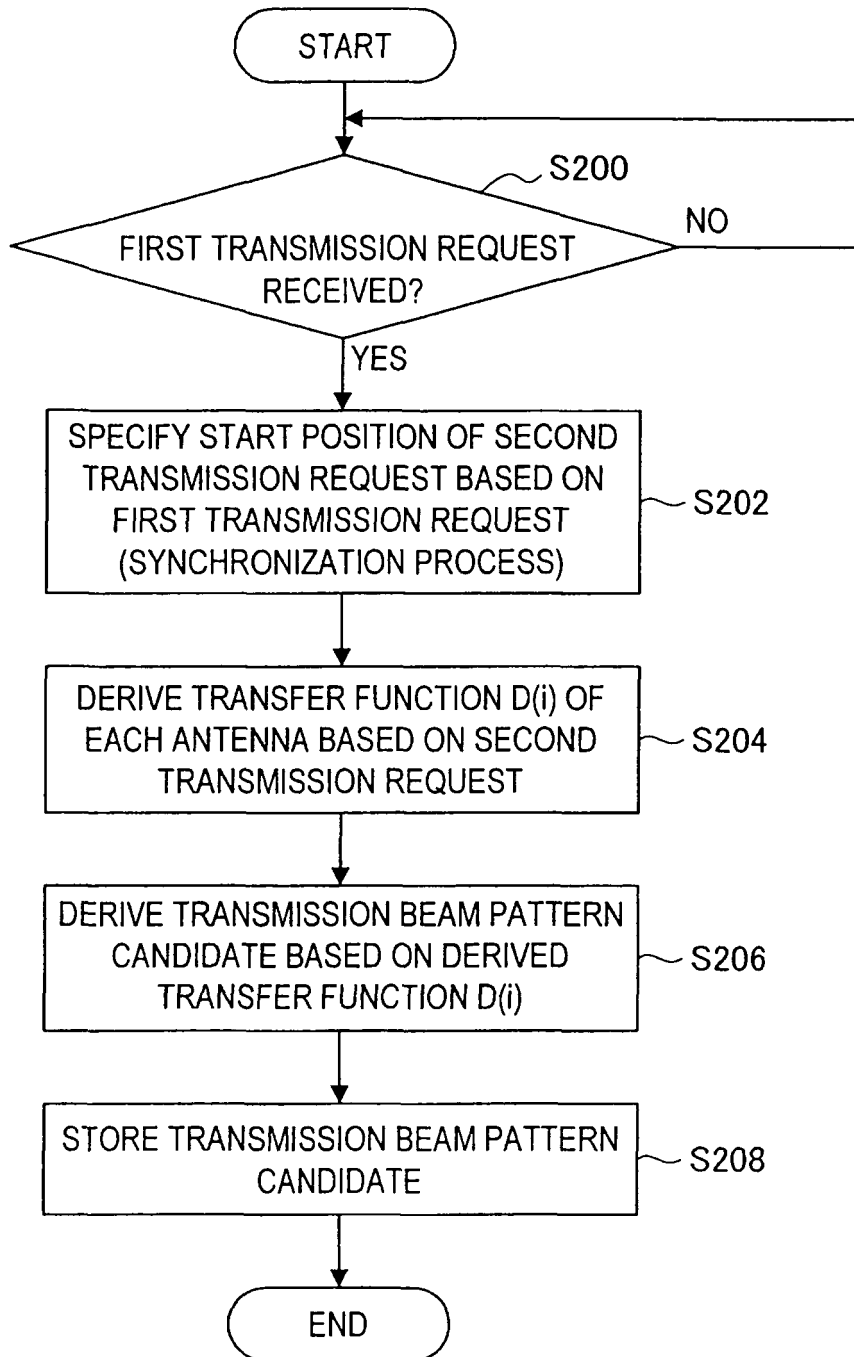 START
S200
FIRST TRANSMISSION REQUEST
RECEIVED?
NO
YES
SPECIFY START POSITION OF SECOND
TRANSMISSION REQUEST BASED ON
FIRST TRANSMISSION REQUEST
(SYNCHRONIZATION PROCESS)
S202
DERIVE TRANSFER FUNCTION D(i) OF
EACH ANTENNA BASED ON SECOND
TRANSMISSION REQUEST
S204
DERIVE TRANSMISSION BEAM PATTERN
CANDIDATE BASED ON DERIVED
TRANSFER FUNCTION D(i)
S206
STORE TRANSMISSION BEAM PATTERN
CANDIDATE
S208
END